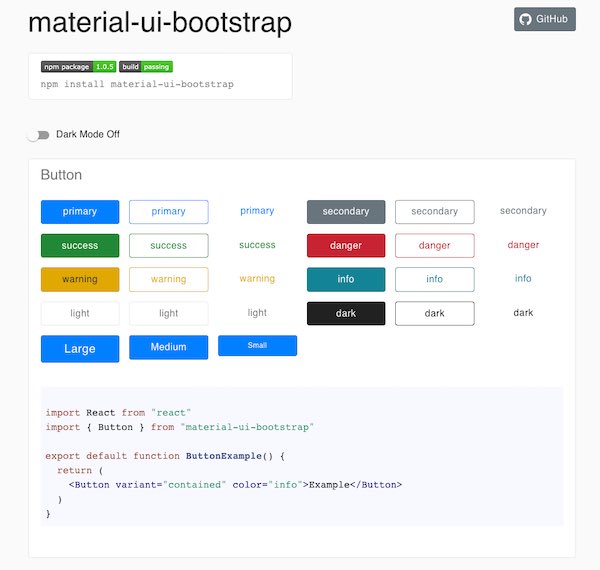 material-ui-bootstrap
GitHub
npm package 1.0.5 build passing
npm install material-ui-bootstrap
Dark Mode Off
Button
primary primary primary secondary secondary secondary
success success success danger danger danger
warning warning warning info info info
light light light dark dark dark
Large Medium Small
import React from "react"
import { Button } from "material-ui-bootstrap"
export default function ButtonExample() {
return (
<Button variant="contained" color="info">Example</Button>
)
}